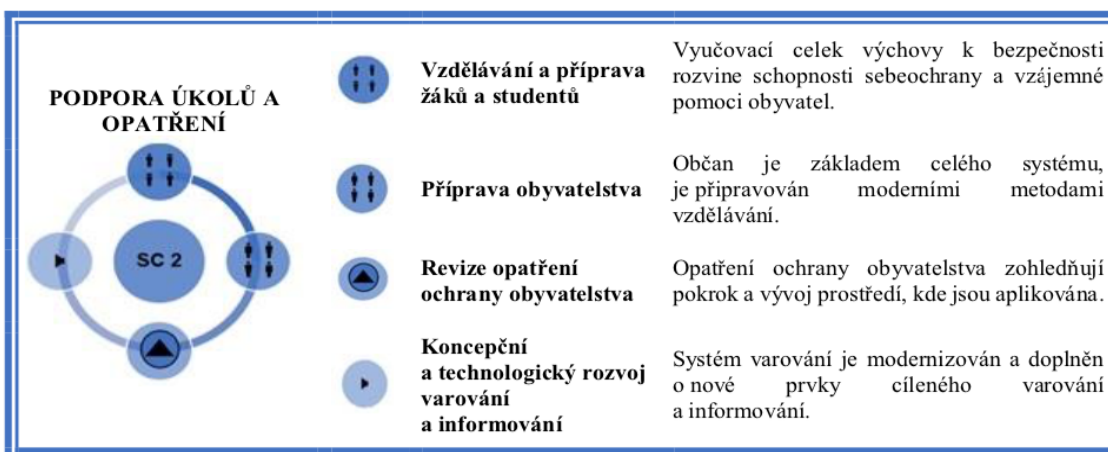 PODPORA ÚKOLŮ A
OPATŘENÍ
SC 2
Vzdělávání a příprava
žáků a studentů
Vyučovací celek výchovy k bezpečnosti
rozvine schopnosti sebeochrany a vzájemné
pomoci obyvatel.
Příprava obyvatelstva
Občan je základem celého systému,
je připravován moderními metodami
vzdělávání.
Revize opatření
ochrany obyvatelstva
Opatření ochrany obyvatelstva zohledňují
pokrok a vývoj prostředí, kde jsou aplikována.
Koncepční
a technologický rozvoj
varování
a informování
Systém varování je modernizován a doplněn
o nové prvky cíleného varování
a informování.